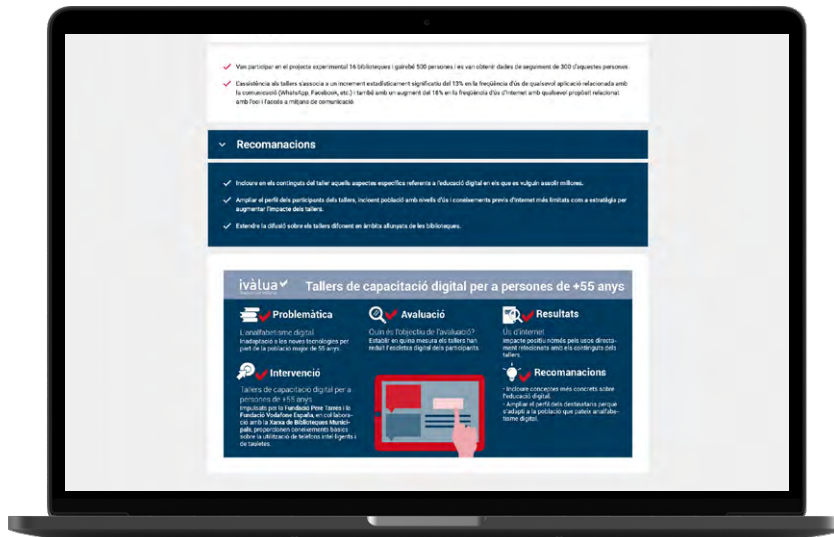 Van participar en el projecte experimental 16 biblioteques i gairebé 500 persones i es van obtenir dades de seguiment de 300 d'aquestes persones.
L'assistència als tallers s'associa a un increment estadísticament significatiu del 13% en la freqüència d'ús de qualsevol aplicació relacionada amb
la comunicació (WhatsApp, Facebook, etc.) i també amb un augment del 18% en la freqüència d'ús d'Internet amb qualsevol propòsit relacionat
amb l'oci i l'accés a mitjans de comunicació.
Recomanacions
Incloure en els continguts del taller aquells aspectes específics referents a l'educació digital en els que es vulguin assolir millores.
Ampliar el perfil dels participants dels tallers, incloent població amb nivells d'ús i coneixements previs d'Internet més limitats com a estratègia per
augmentar l'impacte dels tallers.
Estendre la difusió sobre els tallers difonent en àmbits allunyats de les biblioteques.
ivàlua
Tallers de capacitació digital per a persones de +55 anys
Problemàtica
L'analfabetisme digital
Inadaptació a les noves tecnologies per
part de la població major de 55 anys.
Intervenció
Tallers de capacitació digital per a
persones de +55 anys
Impulsats per la Fundació Pere Tarrés i la
Fundación Vodafone España, en col·labora-
ció amb la Xarxa de Biblioteques Munici-
pals, proporcionen coneixements bàsics
sobre la utilització de telèfons intel·ligents i
de tauletes.
Avaluació
Quin és l'objectiu de l'avaluació?
Establir en quina mesura els tallers han
reduït l'escletxa digital dels participants.
Resultats
Ús d'internet
Impacte positiu només pels usos directa-
ment relacionats amb els continguts dels
tallers.
Recomanacions
- Incloure conceptes més concrets sobre
l'educació digital.
- Ampliar el perfil dels destinataris perquè
s'adapti a la població que pateix analfabe-
tisme digital.